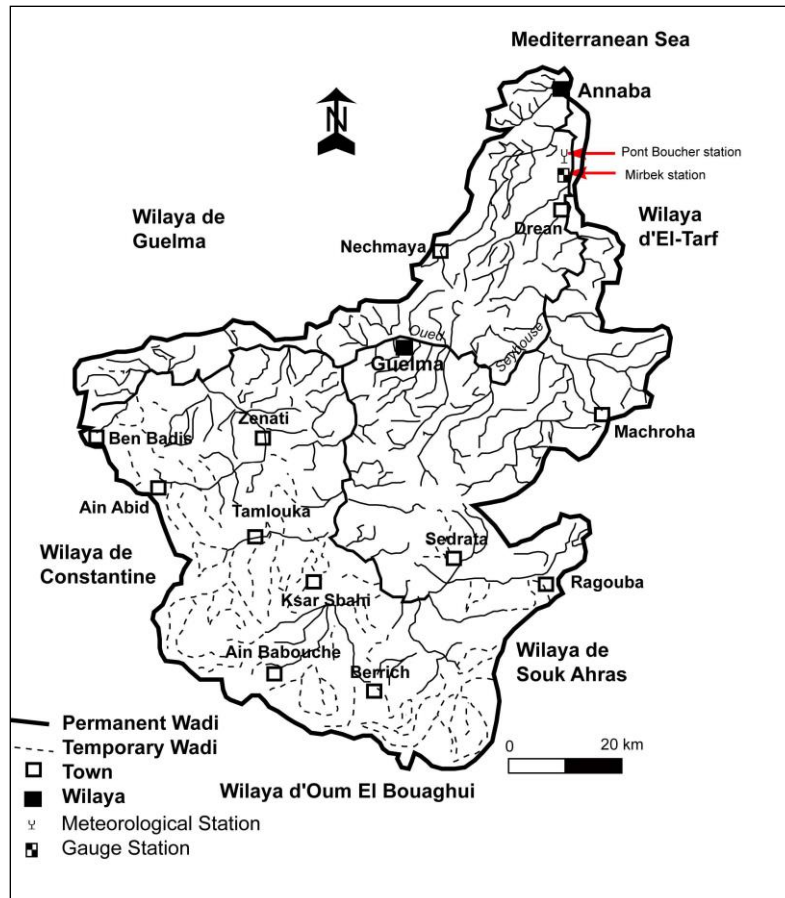 Mediterranean Sea
Annaba
N
Pont Boucher station
Mirbek station
Wilaya de
Guelma
Wilaya
d'El-Tarf
Drean
Nechmaya
Oued
Seybouse
Guelma
Machroha
Zenati
Ben Badis
Ain Abid
Tamlouka
Sedrata
Wilaya de
Constantine
Ragouba
Ksar Sbahi
Ain Babouche
Berrich
Wilaya de
Souk Ahras
Permanent Wadi
Temporary Wadi
Town
Wilaya
Meteorological Station
Gauge Station
0 20 km
Wilaya d'Oum El Bouaghui